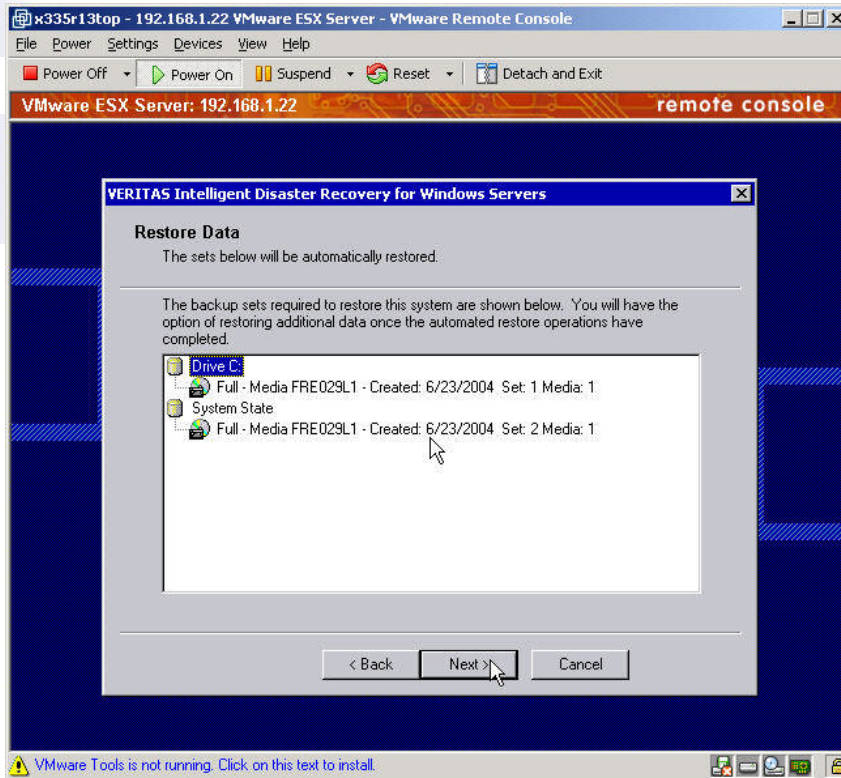 x335r13top - 192.168.1.22 VMware ESX Server - VMware Remote Console
File Power Settings Devices View Help
Power Off Power On Suspend Reset Detach and Exit
VMware ESX Server: 192.168.1.22 remote console
VERITAS Intelligent Disaster Recovery for Windows Servers
Restore Data
The sets below will be automatically restored.
The backup sets required to restore this system are shown below. You will have the
option of restoring additional data once the automated restore operations have
completed.
Drive C:
Full - Media FRE029L1 - Created: 6/23/2004 Set: 1 Media: 1
System State
Full - Media FRE029L1 - Created: 6/23/2004 Set: 2 Media: 1
< Back Next > Cancel
VMware Tools is not running. Click on this text to install.